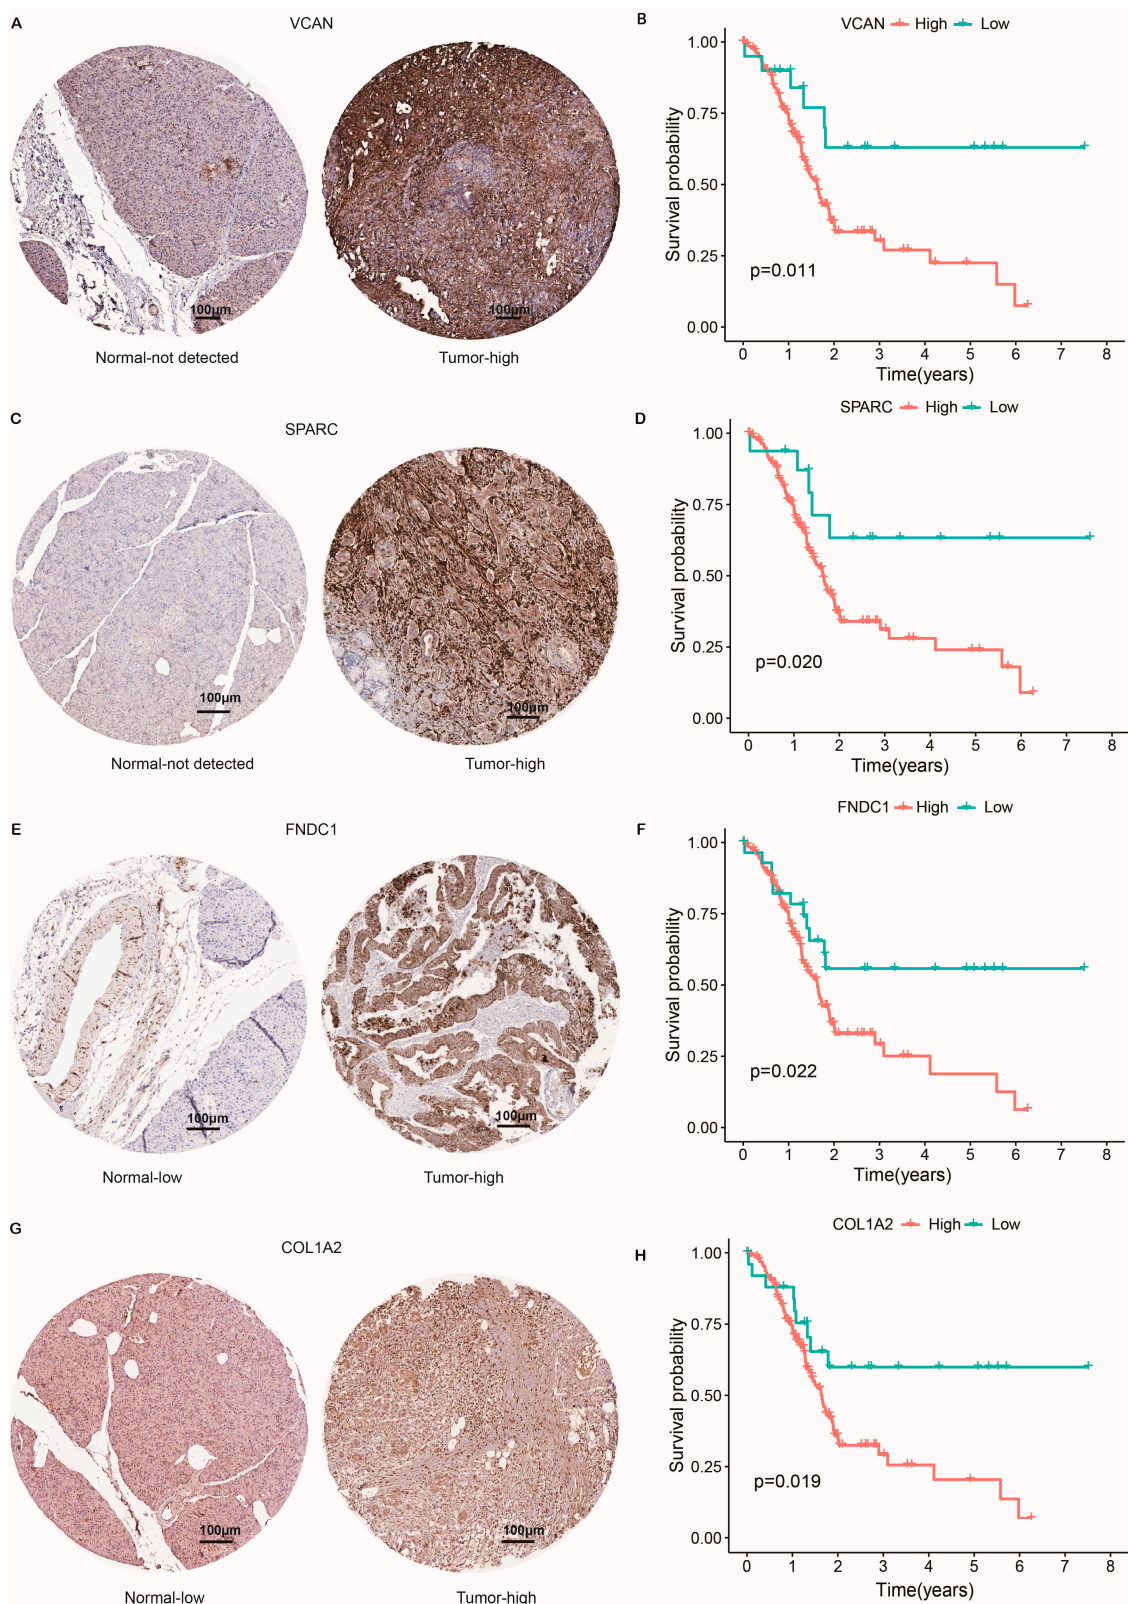 A
VCAN
100µm
100µm
Normal-not detected
Tumor-high
B
VCAN High Low
Survival probability
1.00
0.75
0.50
0.25
0.00
p=0.011
0 1 2 3 4 5 6 7 8
Time(years)
C
SPARC
100µm
100µm
Normal-not detected
Tumor-high
D
SPARC High Low
Survival probability
1.00
0.75
0.50
0.25
0.00
p=0.020
0 1 2 3 4 5 6 7 8
Time(years)
E
FNDC1
100µm
100µm
Normal-low
Tumor-high
F
FNDC1 High Low
Survival probability
1.00
0.75
0.50
0.25
0.00
p=0.022
0 1 2 3 4 5 6 7 8
Time(years)
G
COL1A2
100µm
100µm
Normal-low
Tumor-high
H
COL1A2 High Low
Survival probability
1.00
0.75
0.50
0.25
0.00
p=0.019
0 1 2 3 4 5 6 7 8
Time(years)